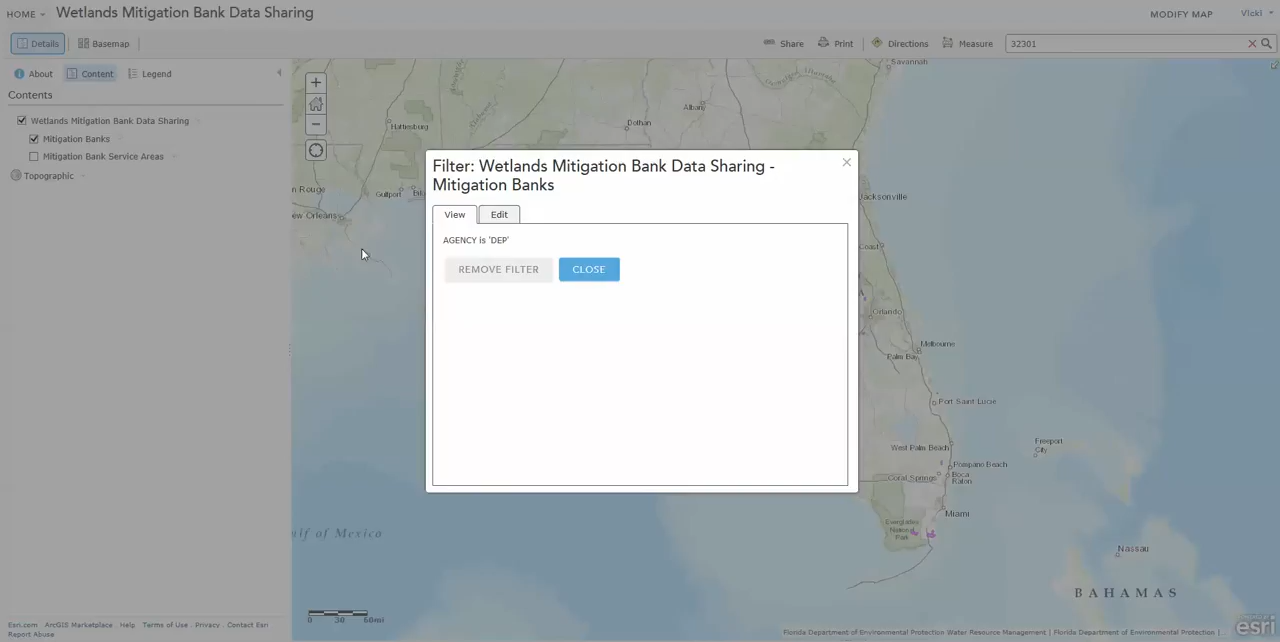 HOME
Wetlands Mitigation Bank Data Sharing
MODIFY MAP
Vicki
Details
Basemap
Share
Print
Directions
Measure
32301
About
Content
Legend
Contents
Wetlands Mitigation Bank Data Sharing
Mitigation Banks
Mitigation Bank Service Areas
Topographic
Savannah
Alban
Dothan
Hattiesburg
Gulfport
n Rouge
ew Orleans
Filter: Wetlands Mitigation Bank Data Sharing -
Mitigation Banks
View
Edit
AGENCY is 'DEP'
REMOVE FILTER
CLOSE
Jacksonville
Coast
Orlando
Melbourne
Palm Bay
Port Saint Lucie
West Palm Beach
Freeport
City
Pompano Beach
Boca
Raton
Coral Springs
Miami
Everglades
National
Park
ulf of Mexico
Nassau
BAHAMAS
0 30 60mi
Esri.com ArcGIS Marketplace Help Terms of Use Privacy Contact Esri
Report Abuse
Florida Department of Environmental Protection Water Resource Management | Florida Department of Environmental Protection |
esri